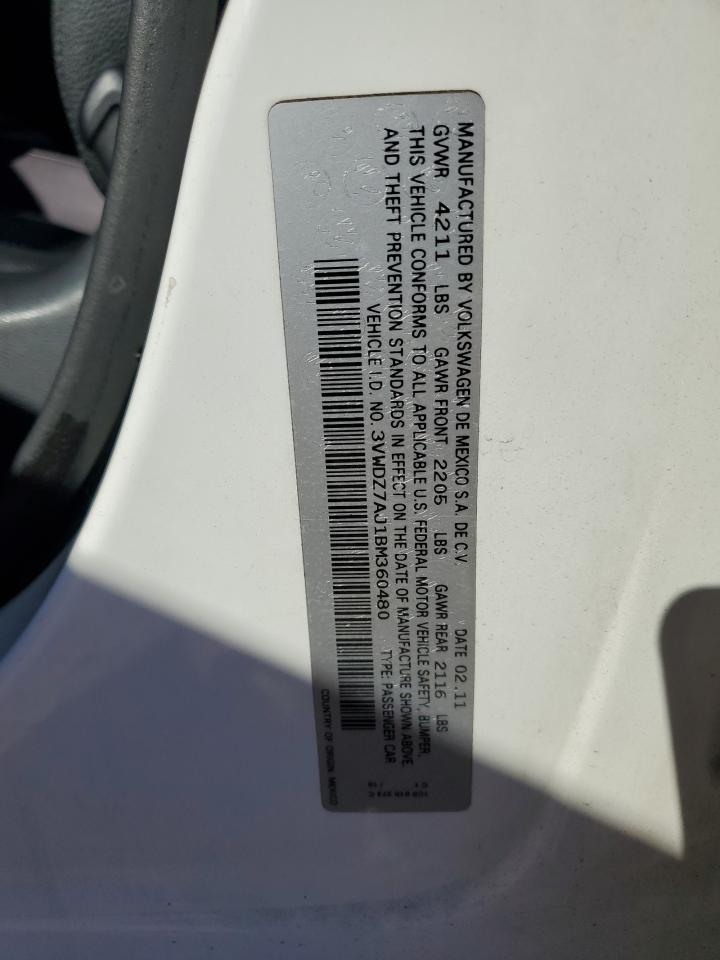 MANUFACTURED BY VOLKSWAGEN DE MEXICO S.A. DE C.V. DATE 02.11
GVWR 4211 LBS GAWR FRONT 2205 LBS GAWR REAR 2116 LBS
THIS VEHICLE CONFORMS TO ALL APPLICABLE U.S. FEDERAL MOTOR VEHICLE SAFETY, BUMPER,
AND THEFT PREVENTION STANDARDS IN EFFECT ON THE DATE OF MANUFACTURE SHOWN ABOVE.
VEHICLE I.D. NO. 3VWDZ7AJ1BM360480 TYPE: PASSENGER CAR
COUNTRY OF ORIGIN: MEXICO